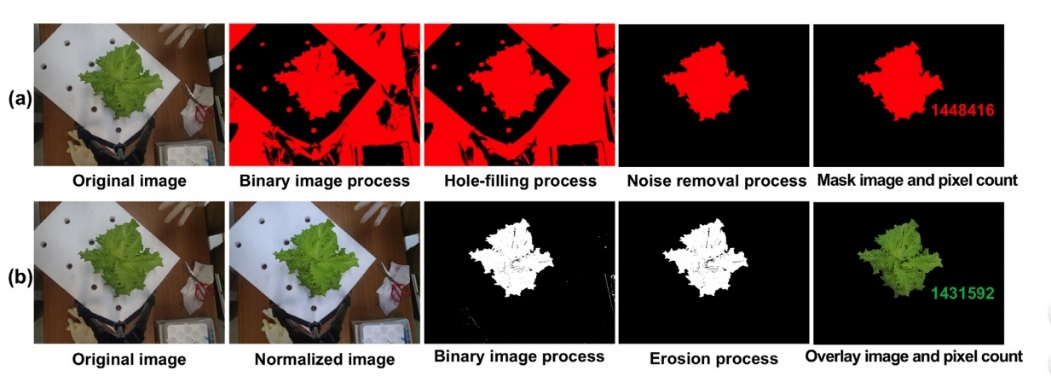 (a)
1448416
Original image
Binary image process
Hole-filling process
Noise removal process
Mask image and pixel count
(b)
1431592
Original image
Normalized image
Binary image process
Erosion process
Overlay image and pixel count